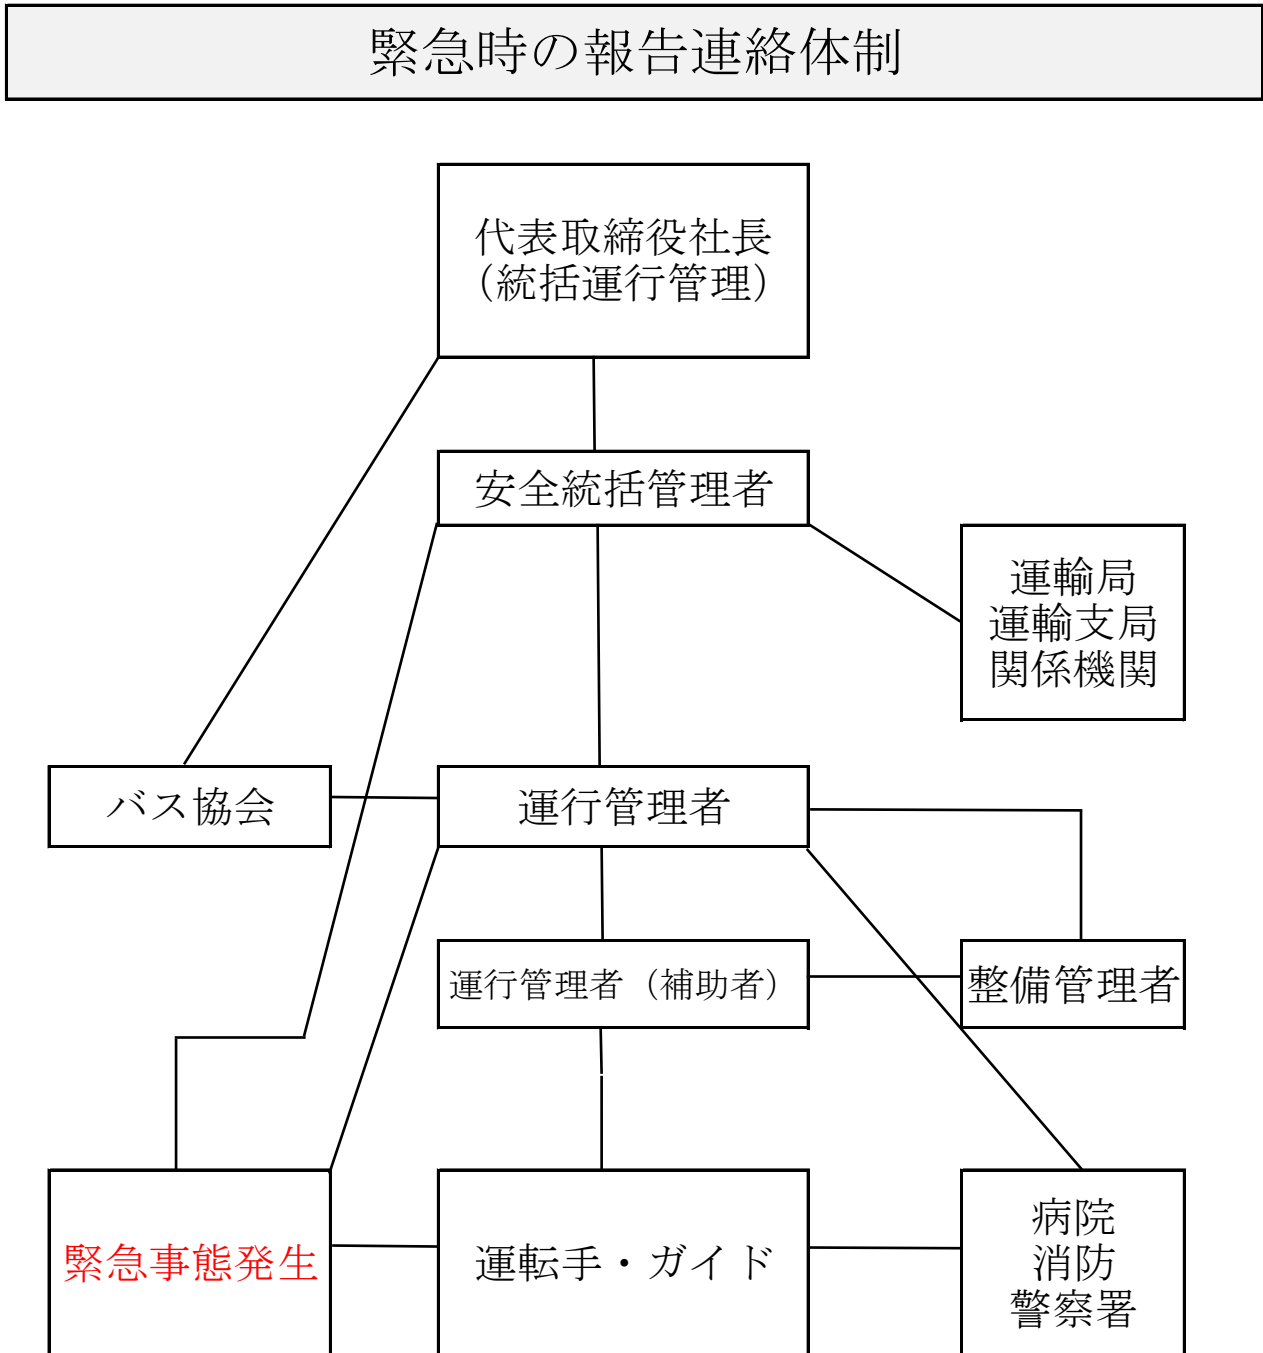 緊急時の報告連絡体制
代表取締役社長
（統括運行管理）
安全統括管理者
運輸局
運輸支局
関係機関
バス協会
運行管理者
運行管理者（補助者）
整備管理者
緊急事態発生
運転手・ガイド
病院
消防
警察署